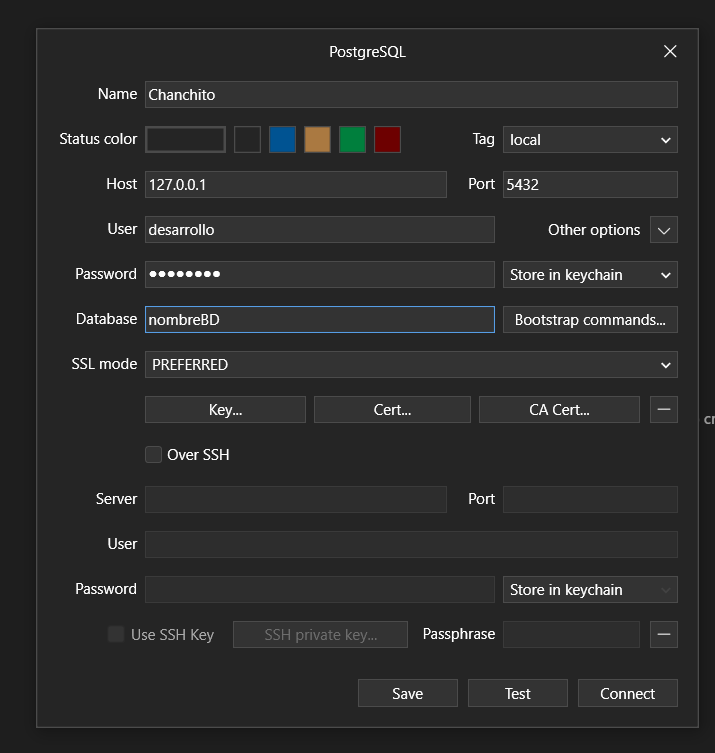 PostgreSQL
Name Chanchito
Status color Tag local
Host 127.0.0.1 Port 5432
User desarrollo Other options
Password ●●●●●●●● Store in keychain
Database nombreBD Bootstrap commands...
SSL mode PREFERRED
Key... Cert... CA Cert...
cr
Over SSH
Server Port
User
Password Store in keychain
Use SSH Key SSH private key... Passphrase
Save Test Connect